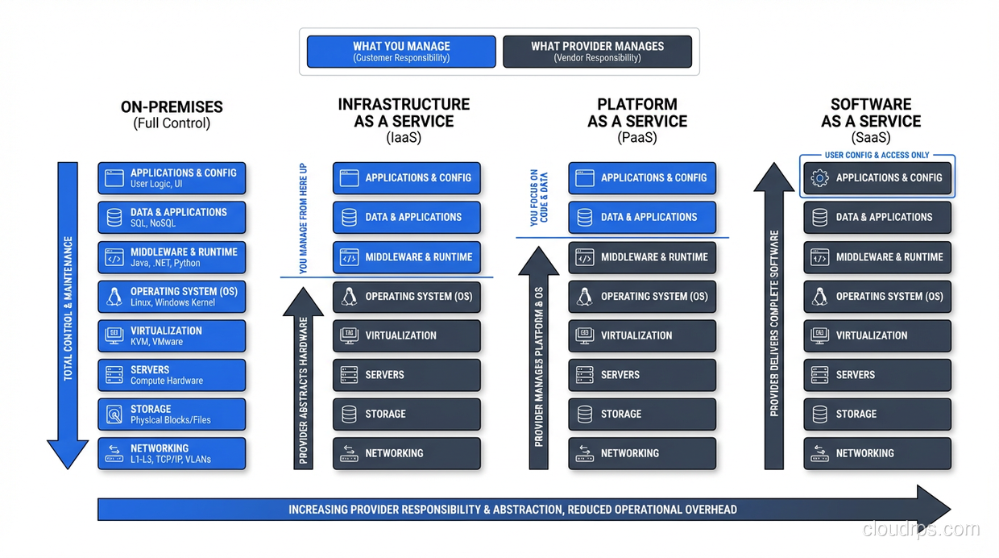 WHAT YOU MANAGE
(Customer Responsibility)
WHAT PROVIDER MANAGES
(Vendor Responsibility)
ON-PREMISES
(Full Control)
TOTAL CONTROL & MAINTENANCE
APPLICATIONS & CONFIG
User Logic, UI
DATA & APPLICATIONS
SQL, NoSQL
MIDDLEWARE & RUNTIME
Java, .NET, Python
OPERATING SYSTEM (OS)
Linux, Windows Kernel
VIRTUALIZATION
KVM, VMware
SERVERS
Compute Hardware
STORAGE
Physical Blocks/Files
NETWORKING
L1-L3, TCP/IP, VLANs
INFRASTRUCTURE
AS A SERVICE
(IaaS)
YOU MANAGE FROM HERE UP
PROVIDER ABSTRACTS HARDWARE
APPLICATIONS & CONFIG
DATA & APPLICATIONS
MIDDLEWARE & RUNTIME
OPERATING SYSTEM (OS)
VIRTUALIZATION
SERVERS
STORAGE
NETWORKING
PLATFORM
AS A SERVICE
(PaaS)
YOU FOCUS ON
CODE & DATA
PROVIDER MANAGES PLATFORM & OS
APPLICATIONS & CONFIG
DATA & APPLICATIONS
MIDDLEWARE & RUNTIME
OPERATING SYSTEM (OS)
VIRTUALIZATION
SERVERS
STORAGE
NETWORKING
SOFTWARE
AS A SERVICE
(SaaS)
USER CONFIG & ACCESS ONLY
PROVIDER DELIVERS COMPLETE SOFTWARE
APPLICATIONS & CONFIG
DATA & APPLICATIONS
MIDDLEWARE & RUNTIME
OPERATING SYSTEM (OS)
VIRTUALIZATION
SERVERS
STORAGE
NETWORKING
INCREASING PROVIDER RESPONSIBILITY & ABSTRACTION, REDUCED OPERATIONAL OVERHEAD
cloudrps.com